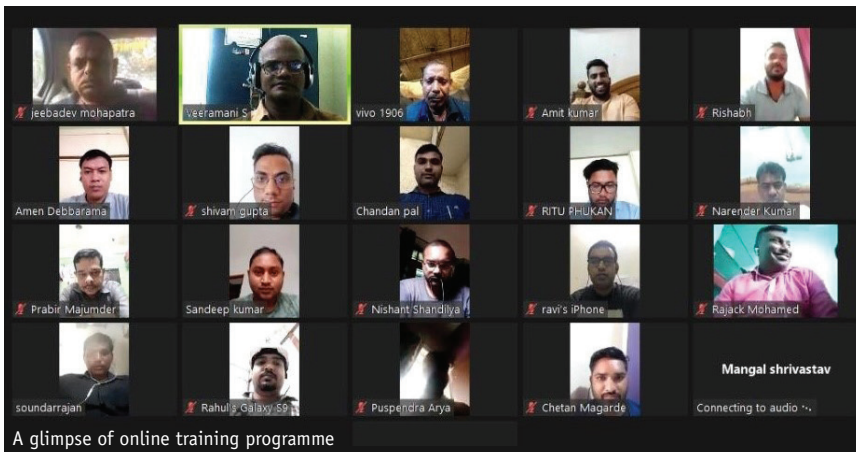 jeebadev mohapatra
Veeramani S
vivo 1906
Amit kumar
Rishabh
Amen Debbarama
shivam gupta
Chandan pal
RITU PHUKAN
Narender Kumar
Prabir Majumder
Sandeep kumar
Nishant Shandilya
ravi's iPhone
Rajack Mohamed
soundarrajan
Rahul's Galaxy S9
Puspendra Arya
Chetan Magarde
Mangal shrivastav
Connecting to audio
A glimpse of online training programme